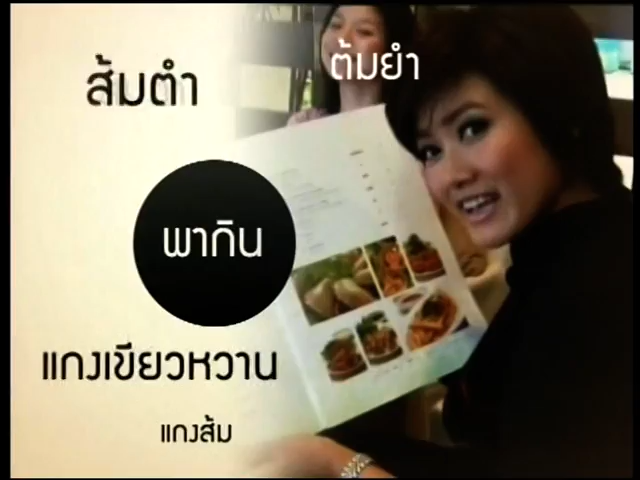 ต้มยำ
ส้มตำ
พากิน
แกงเขียวหวาน
แกงส้ม